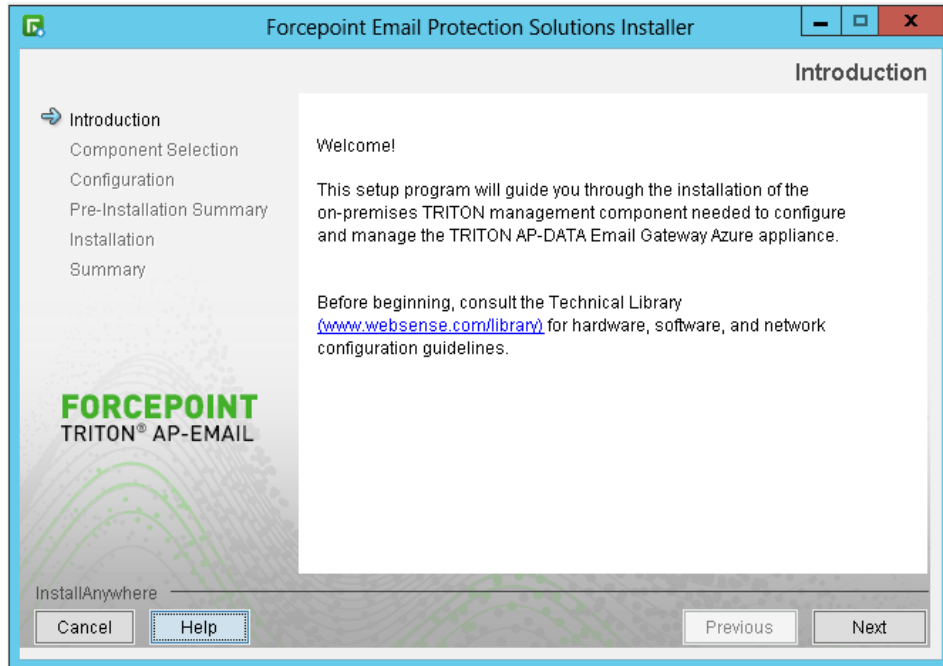 Forcepoint Email Protection Solutions Installer
Introduction
Introduction
Component Selection
Configuration
Pre-Installation Summary
Installation
Summary
Welcome!
This setup program will guide you through the installation of the
on-premises TRITON management component needed to configure
and manage the TRITON AP-DATA Email Gateway Azure appliance.
Before beginning, consult the Technical Library
(www.websense.com/library) for hardware, software, and network
configuration guidelines.
FORCEPOINT
TRITON® AP-EMAIL
InstallAnywhere
Cancel Help Previous Next